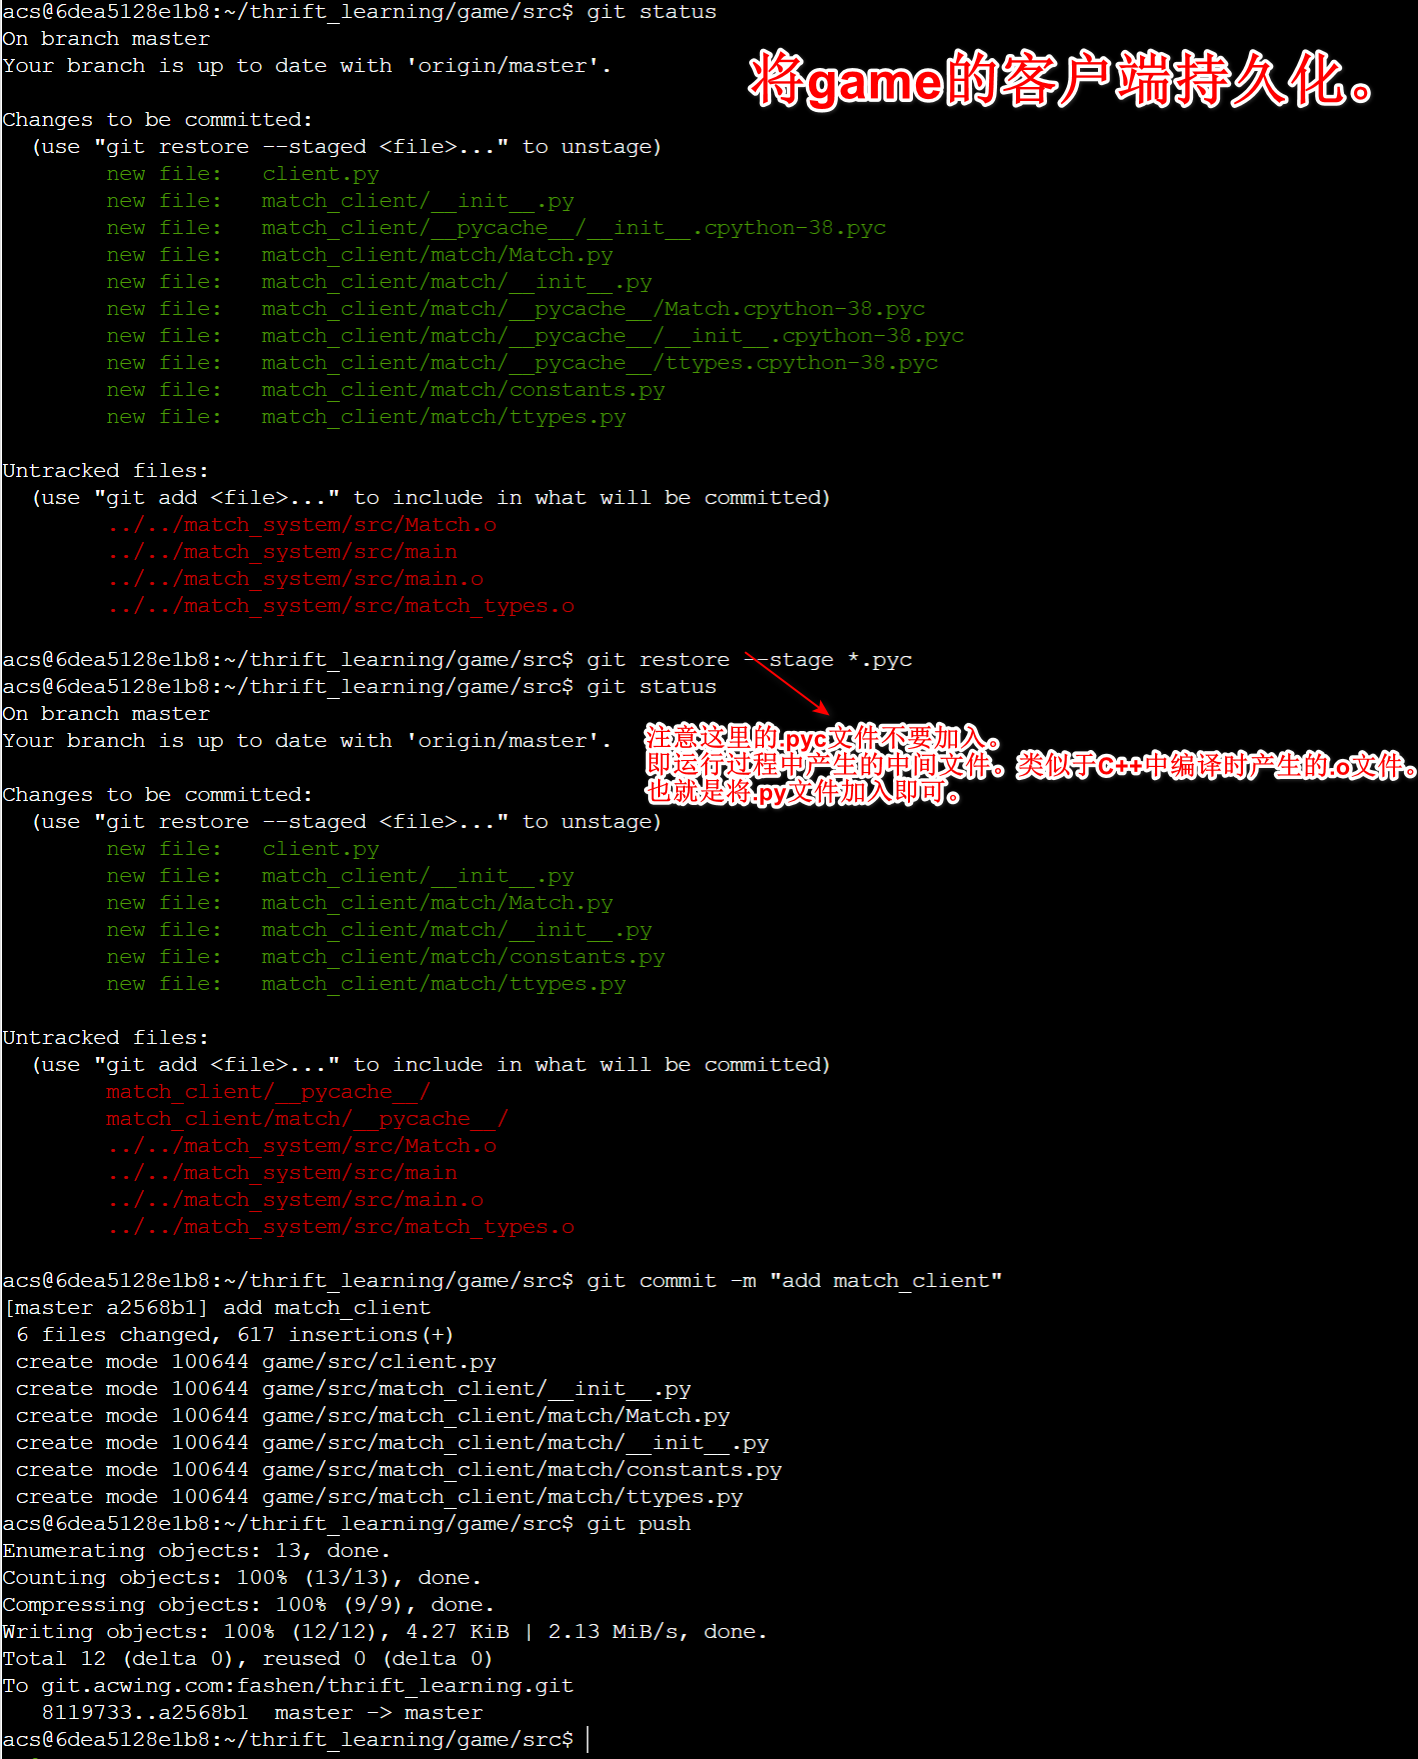 acs@6dea5128e1b8:~/thrift_learning/game/src$ git status
On branch master
Your branch is up to date with 'origin/master'.
将game的客户端持久化。
Changes to be committed:
  (use "git restore --staged <file>..." to unstage)
        new file:   client.py
        new file:   match_client/__init__.py
        new file:   match_client/__pycache__/__init__.cpython-38.pyc
        new file:   match_client/match/Match.py
        new file:   match_client/match/__init__.py
        new file:   match_client/match/__pycache__/Match.cpython-38.pyc
        new file:   match_client/match/__pycache__/__init__.cpython-38.pyc
        new file:   match_client/match/__pycache__/ttypes.cpython-38.pyc
        new file:   match_client/match/constants.py
        new file:   match_client/match/ttypes.py
Untracked files:
  (use "git add <file>..." to include in what will be committed)
        ../../match_system/src/Match.o
        ../../match_system/src/main
        ../../match_system/src/main.o
        ../../match_system/src/match_types.o
acs@6dea5128e1b8:~/thrift_learning/game/src$ git restore --stage *.pyc
acs@6dea5128e1b8:~/thrift_learning/game/src$ git status
On branch master
Your branch is up to date with 'origin/master'.
注意这里的.pyc文件不要加入。
即运行过程中产生的中间文件。类似于C++中编译时产生的.o文件。
也就是将.py文件加入即可。
Changes to be committed:
  (use "git restore --staged <file>..." to unstage)
        new file:   client.py
        new file:   match_client/__init__.py
        new file:   match_client/match/Match.py
        new file:   match_client/match/__init__.py
        new file:   match_client/match/constants.py
        new file:   match_client/match/ttypes.py
Untracked files:
  (use "git add <file>..." to include in what will be committed)
        match_client/__pycache__/
        match_client/match/__pycache__/
        ../../match_system/src/Match.o
        ../../match_system/src/main
        ../../match_system/src/main.o
        ../../match_system/src/match_types.o
acs@6dea5128e1b8:~/thrift_learning/game/src$ git commit -m "add match_client"
[master a2568b1] add match_client
 6 files changed, 617 insertions(+)
 create mode 100644 game/src/client.py
 create mode 100644 game/src/match_client/__init__.py
 create mode 100644 game/src/match_client/match/Match.py
 create mode 100644 game/src/match_client/match/__init__.py
 create mode 100644 game/src/match_client/match/constants.py
 create mode 100644 game/src/match_client/match/ttypes.py
acs@6dea5128e1b8:~/thrift_learning/game/src$ git push
Enumerating objects: 13, done.
Counting objects: 100% (13/13), done.
Compressing objects: 100% (9/9), done.
Writing objects: 100% (12/12), 4.27 KiB | 2.13 MiB/s, done.
Total 12 (delta 0), reused 0 (delta 0)
To git.acwing.com:fashen/thrift_learning.git
   8119733..a2568b1  master -> master
acs@6dea5128e1b8:~/thrift_learning/game/src$